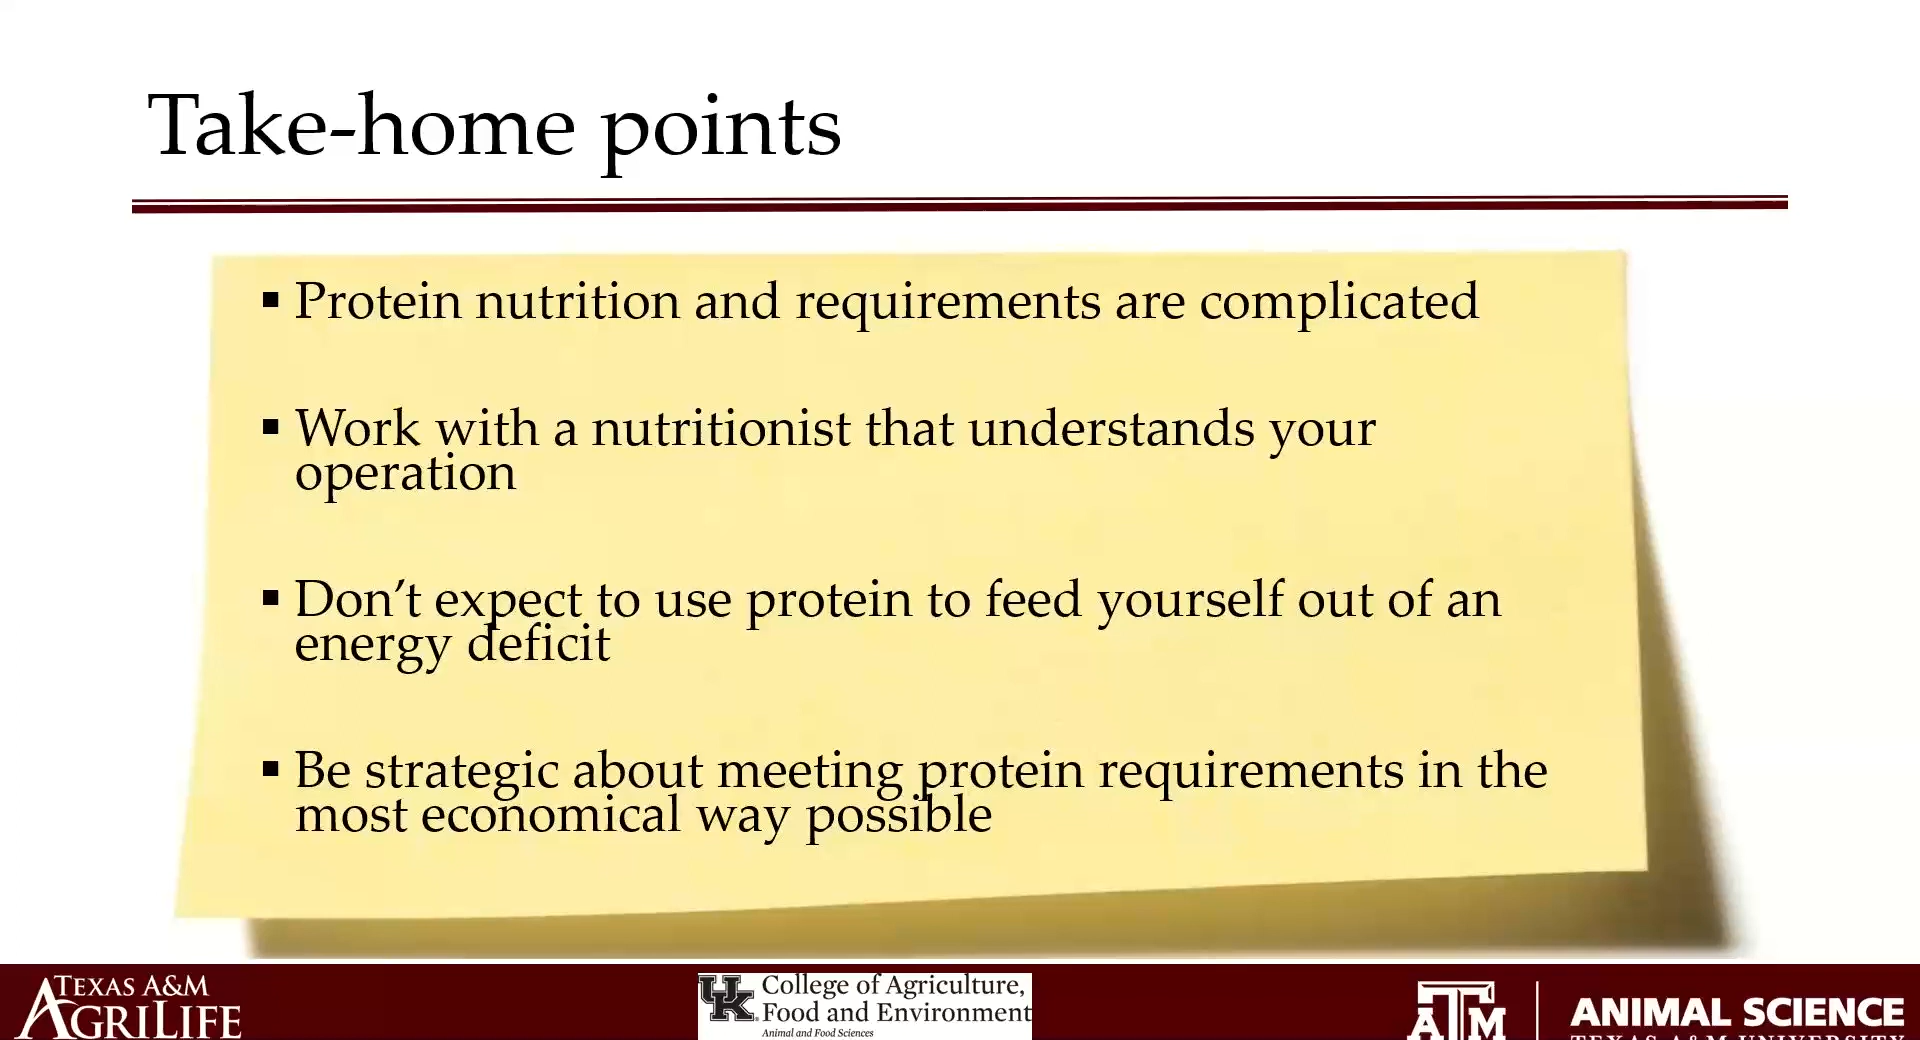 Take-home points
▪ Protein nutrition and requirements are complicated
▪ Work with a nutritionist that understands your
operation
▪ Don’t expect to use protein to feed yourself out of an
energy deficit
▪ Be strategic about meeting protein requirements in the
most economical way possible
TEXAS A&M
AGRILIFE
UK College of Agriculture,
Food and Environment
Animal and Food Sciences
ATM ANIMAL SCIENCE
TEXAS A&M UNIVERSITY